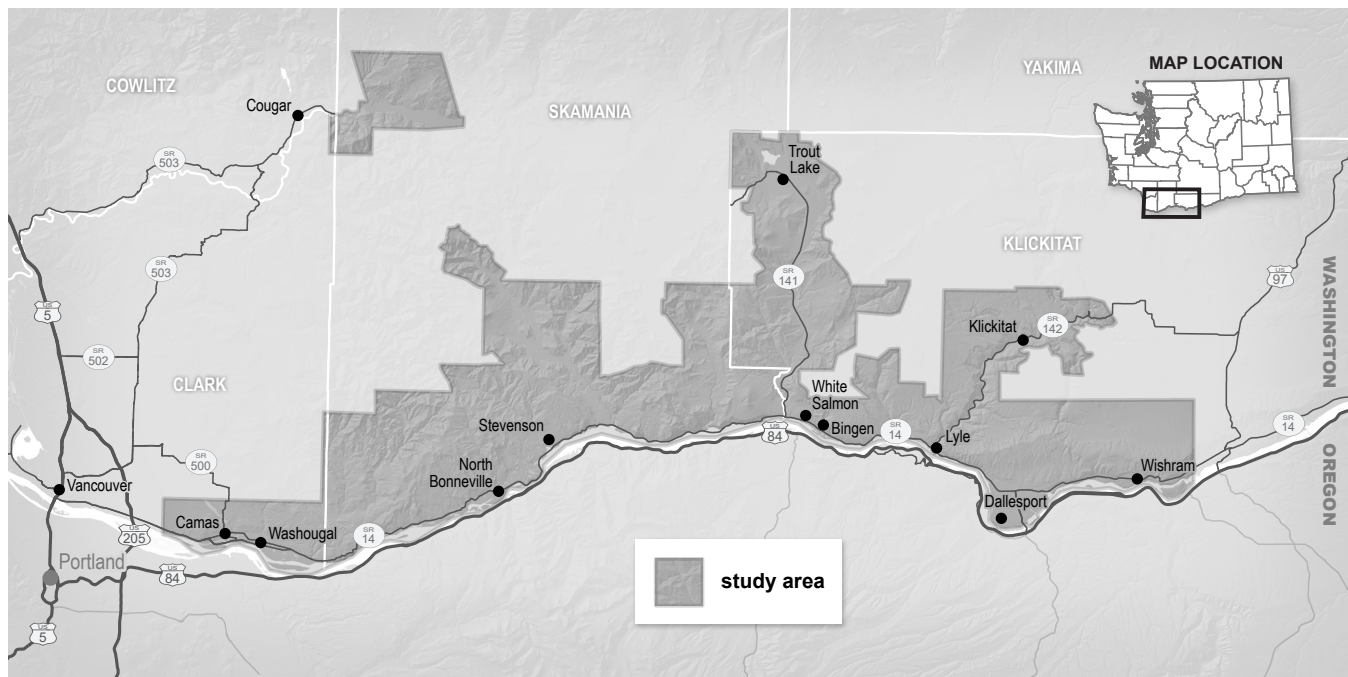 COWLITZ
Cougar
SKAMANIA
YAKIMA
MAP LOCATION
SR
503
Trout
Lake
KLICKITAT
SR
503
SR
141
US
97
WASHINGTON
US
5
Klickitat
SR
142
SR
502
CLARK
White
Salmon
Stevenson
Bingen
US
84
SR
14
SR
14
Lyle
OREGON
SR
500
North
Bonneville
Wishram
Vancouver
Dallesport
Camas
Washougal
US
205
SR
14
Portland
US
84
study area
US
5